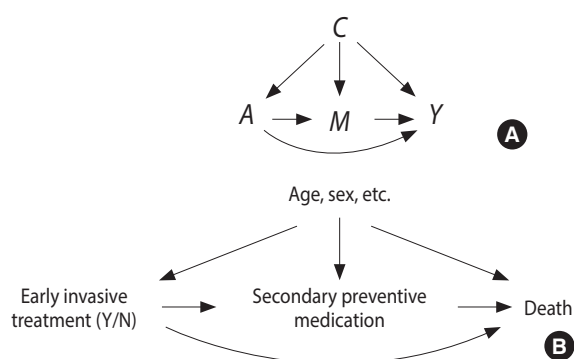 C
A M Y
A
Age, sex, etc.
Early invasive
treatment (Y/N)
Secondary preventive
medication
Death
B